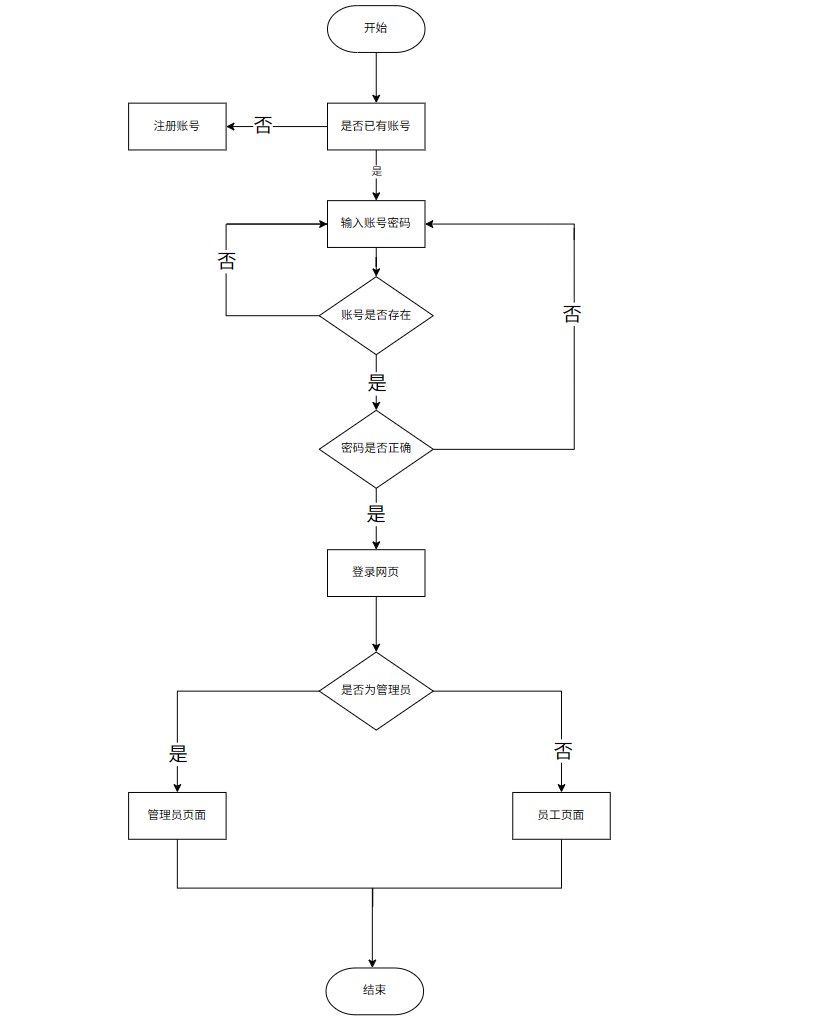 开始
注册账号
否
是否已有账号
是
输入账号密码
否
账号是否存在
否
是
密码是否正确
是
登录网页
是否为管理员
是
否
管理员页面
员工页面
结束